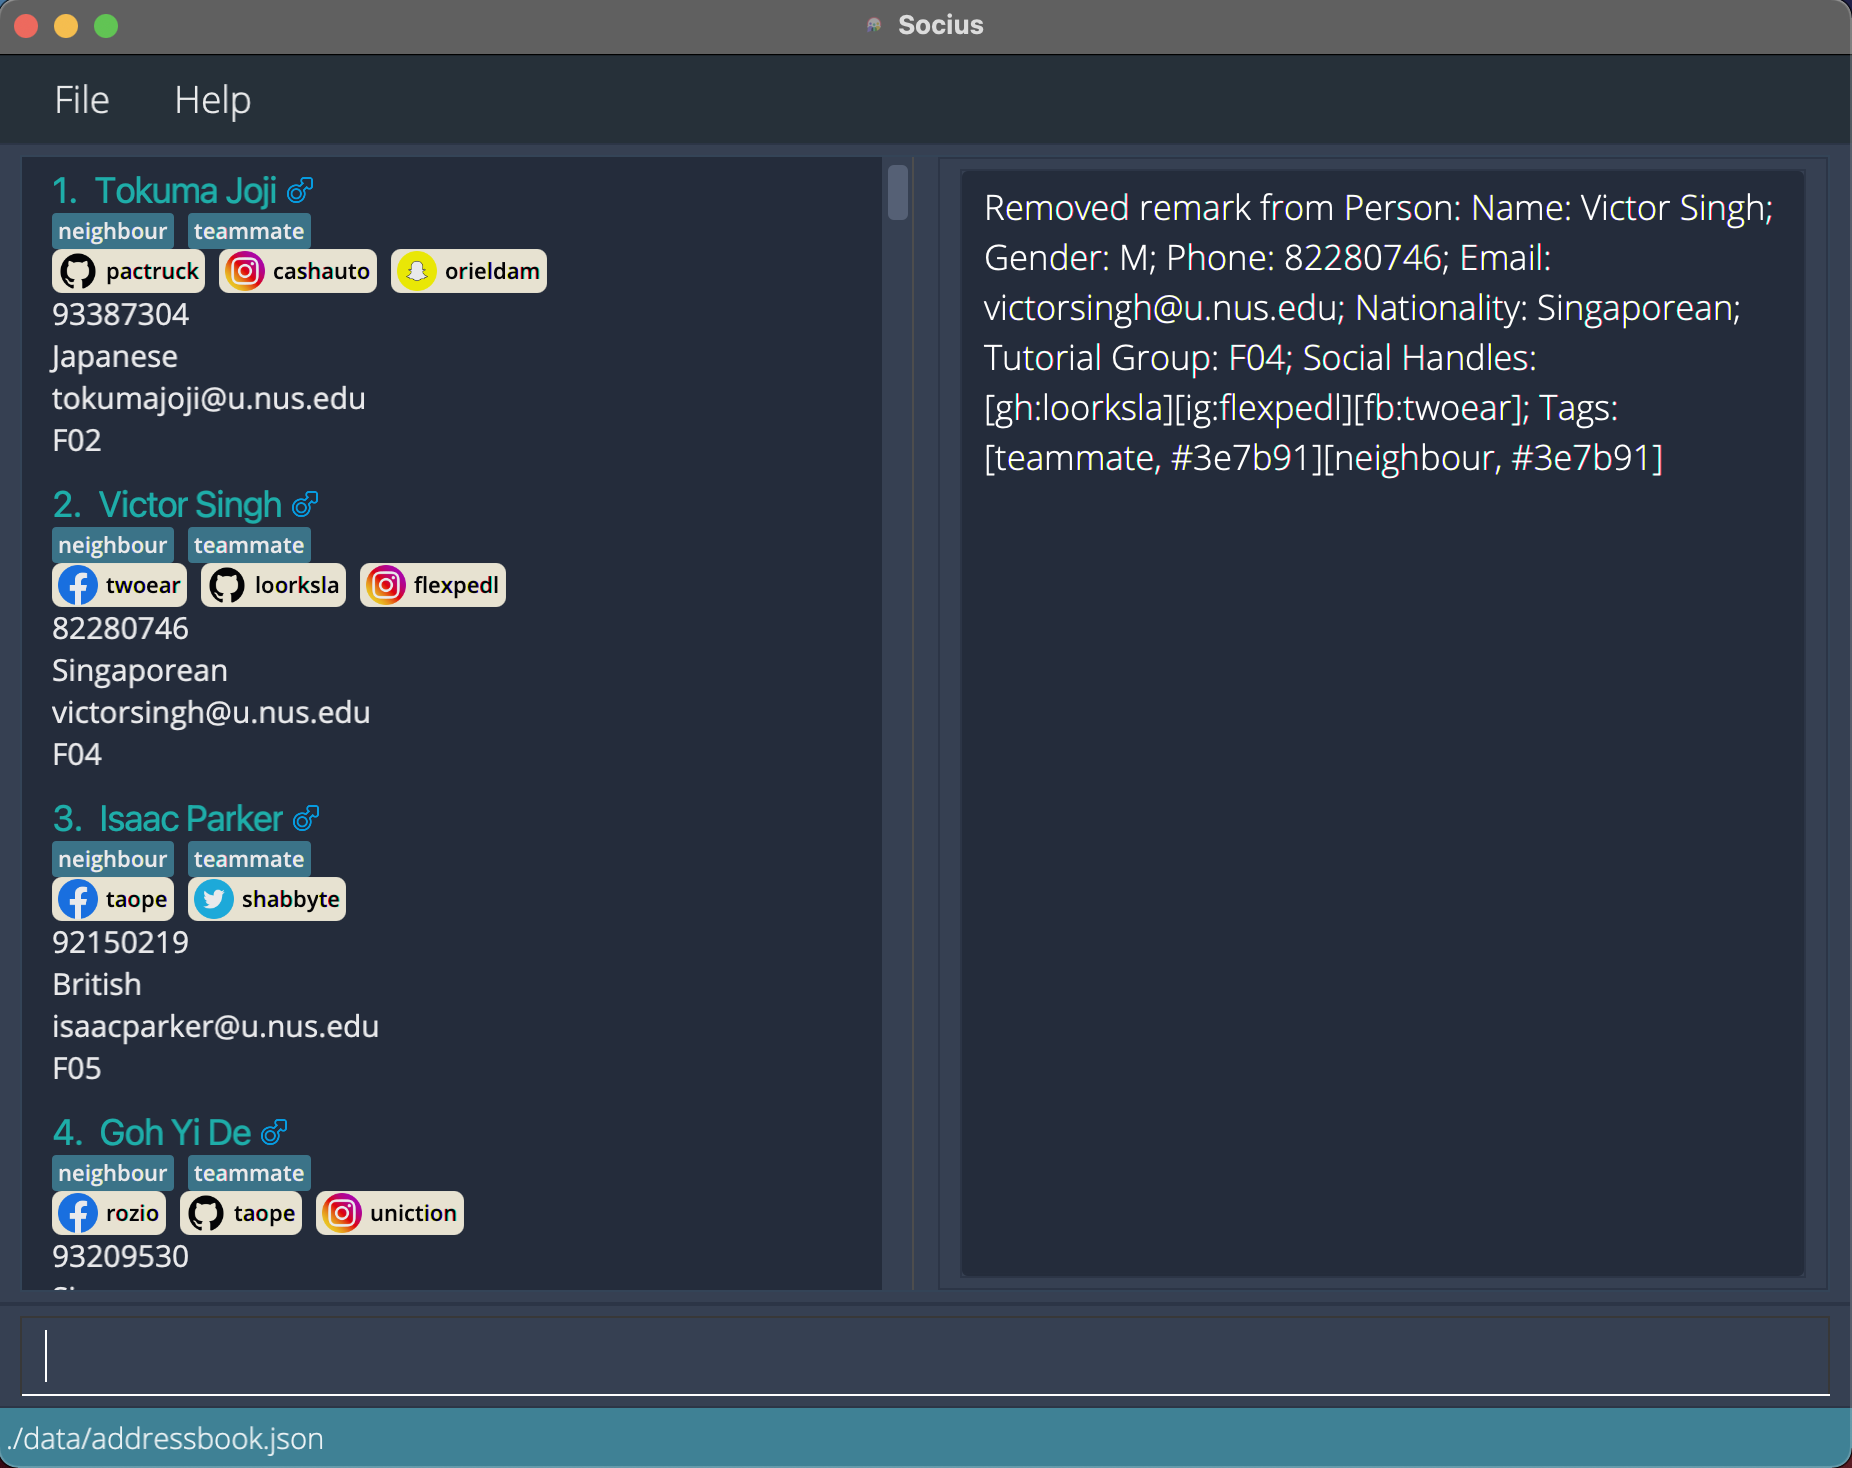 Socius
File Help
1. Tokuma Joji
neighbour teammate
pactruck cashauto orieldam
93387304
Japanese
tokumajoji@u.nus.edu
F02
2. Victor Singh
neighbour teammate
twoear loorksla flexpedl
82280746
Singaporean
victorsingh@u.nus.edu
F04
3. Isaac Parker
neighbour teammate
taope shabbyte
92150219
British
isaacparker@u.nus.edu
F05
4. Goh Yi De
neighbour teammate
rozio taope uniction
93209530
Removed remark from Person: Name: Victor Singh;
Gender: M; Phone: 82280746; Email:
victorsingh@u.nus.edu; Nationality: Singaporean;
Tutorial Group: F04; Social Handles:
[gh:loorksla][ig:flexpedl][fb:twoear]; Tags:
[teammate, #3e7b91][neighbour, #3e7b91]
./data/addressbook.json